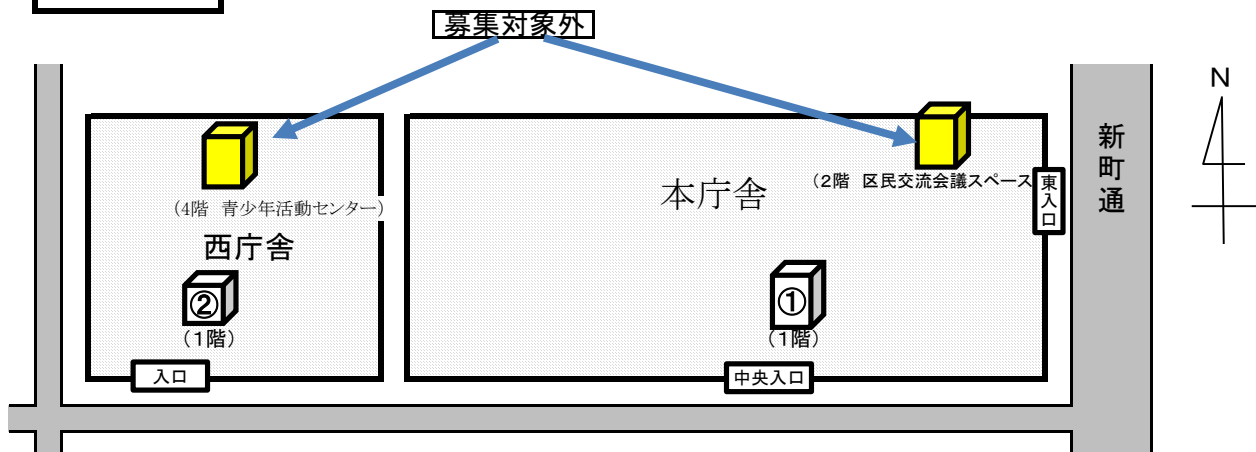 募集対象外
N
新町通
(4階 青少年活動センター)
西庁舎
②
(1階)
入口
本庁舎
(2階 区民交流会議スペース
東入口
①
(1階)
中央入口